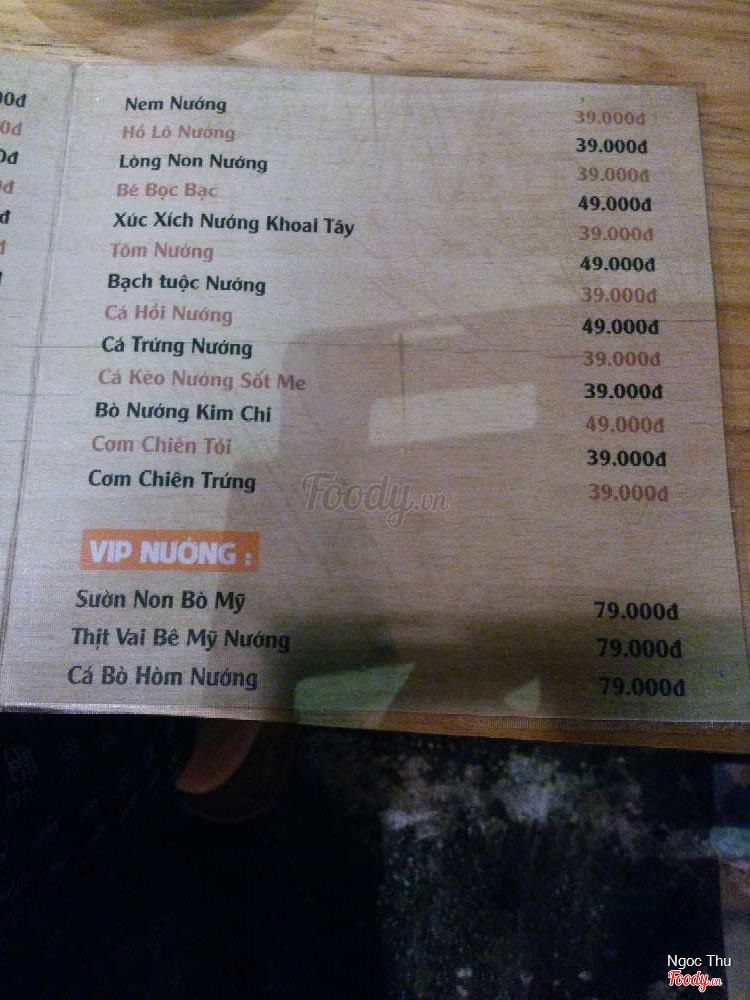 Nem Nướng 39.000đ
Hồ Lô Nướng 39.000đ
Lòng Non Nướng 39.000đ
Bê Bọc Bạc 49.000đ
Xúc Xích Nướng Khoai Tây 39.000đ
Tôm Nướng 49.000đ
Bạch tuộc Nướng 39.000đ
Cá Hồi Nướng 49.000đ
Cá Trứng Nướng 39.000đ
Cá Kèo Nướng Sốt Me 39.000đ
Bò Nướng Kim Chi 49.000đ
Cơm Chiên Tỏi 39.000đ
Cơm Chiên Trứng 39.000đ
Foody.vn
VIP NƯỚNG :
Sườn Non Bò Mỹ 79.000đ
Thịt Vai Bê Mỹ Nướng 79.000đ
Cá Bò Hòm Nướng 79.000đ
Ngoc Thu
Foody.vn